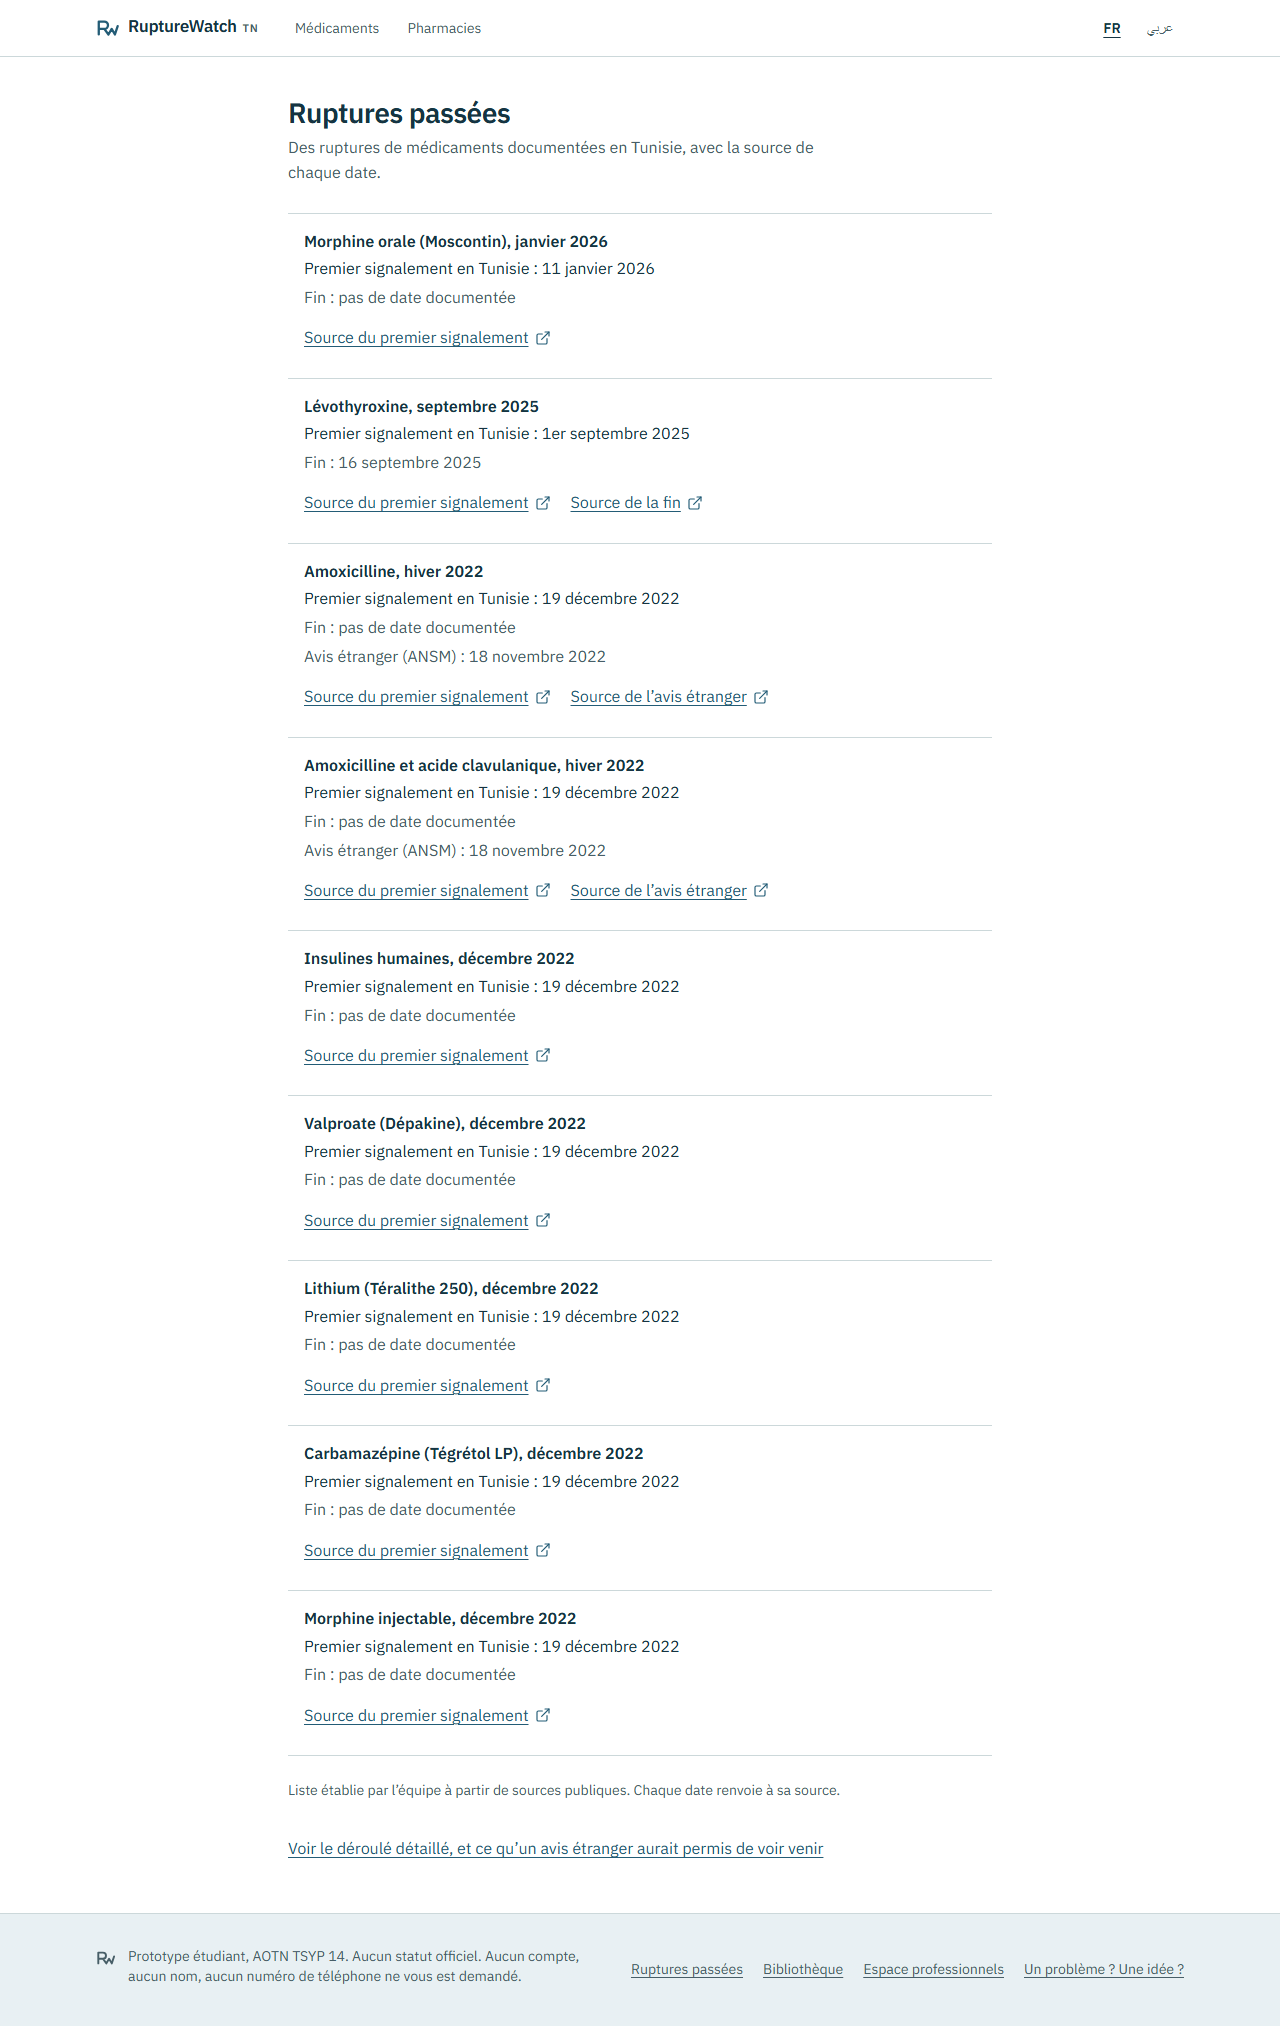 RuptureWatch TN
Médicaments
Pharmacies
FR
عربي
Ruptures passées
Des ruptures de médicaments documentées en Tunisie, avec la source de
chaque date.
Morphine orale (Moscontin), janvier 2026
Premier signalement en Tunisie : 11 janvier 2026
Fin : pas de date documentée
Source du premier signalement
Lévothyroxine, septembre 2025
Premier signalement en Tunisie : 1er septembre 2025
Fin : 16 septembre 2025
Source du premier signalement Source de la fin
Amoxicilline, hiver 2022
Premier signalement en Tunisie : 19 décembre 2022
Fin : pas de date documentée
Avis étranger (ANSM) : 18 novembre 2022
Source du premier signalement Source de l’avis étranger
Amoxicilline et acide clavulanique, hiver 2022
Premier signalement en Tunisie : 19 décembre 2022
Fin : pas de date documentée
Avis étranger (ANSM) : 18 novembre 2022
Source du premier signalement Source de l’avis étranger
Insulines humaines, décembre 2022
Premier signalement en Tunisie : 19 décembre 2022
Fin : pas de date documentée
Source du premier signalement
Valproate (Dépakine), décembre 2022
Premier signalement en Tunisie : 19 décembre 2022
Fin : pas de date documentée
Source du premier signalement
Lithium (Téralithe 250), décembre 2022
Premier signalement en Tunisie : 19 décembre 2022
Fin : pas de date documentée
Source du premier signalement
Carbamazépine (Tégrétol LP), décembre 2022
Premier signalement en Tunisie : 19 décembre 2022
Fin : pas de date documentée
Source du premier signalement
Morphine injectable, décembre 2022
Premier signalement en Tunisie : 19 décembre 2022
Fin : pas de date documentée
Source du premier signalement
Liste établie par l’équipe à partir de sources publiques. Chaque date renvoie à sa source.
Voir le déroulé détaillé, et ce qu’un avis étranger aurait permis de voir venir
Prototype étudiant, AOTN TSYP 14. Aucun statut officiel. Aucun compte,
aucun nom, aucun numéro de téléphone ne vous est demandé.
Ruptures passées
Bibliothèque
Espace professionnels
Un problème ? Une idée ?